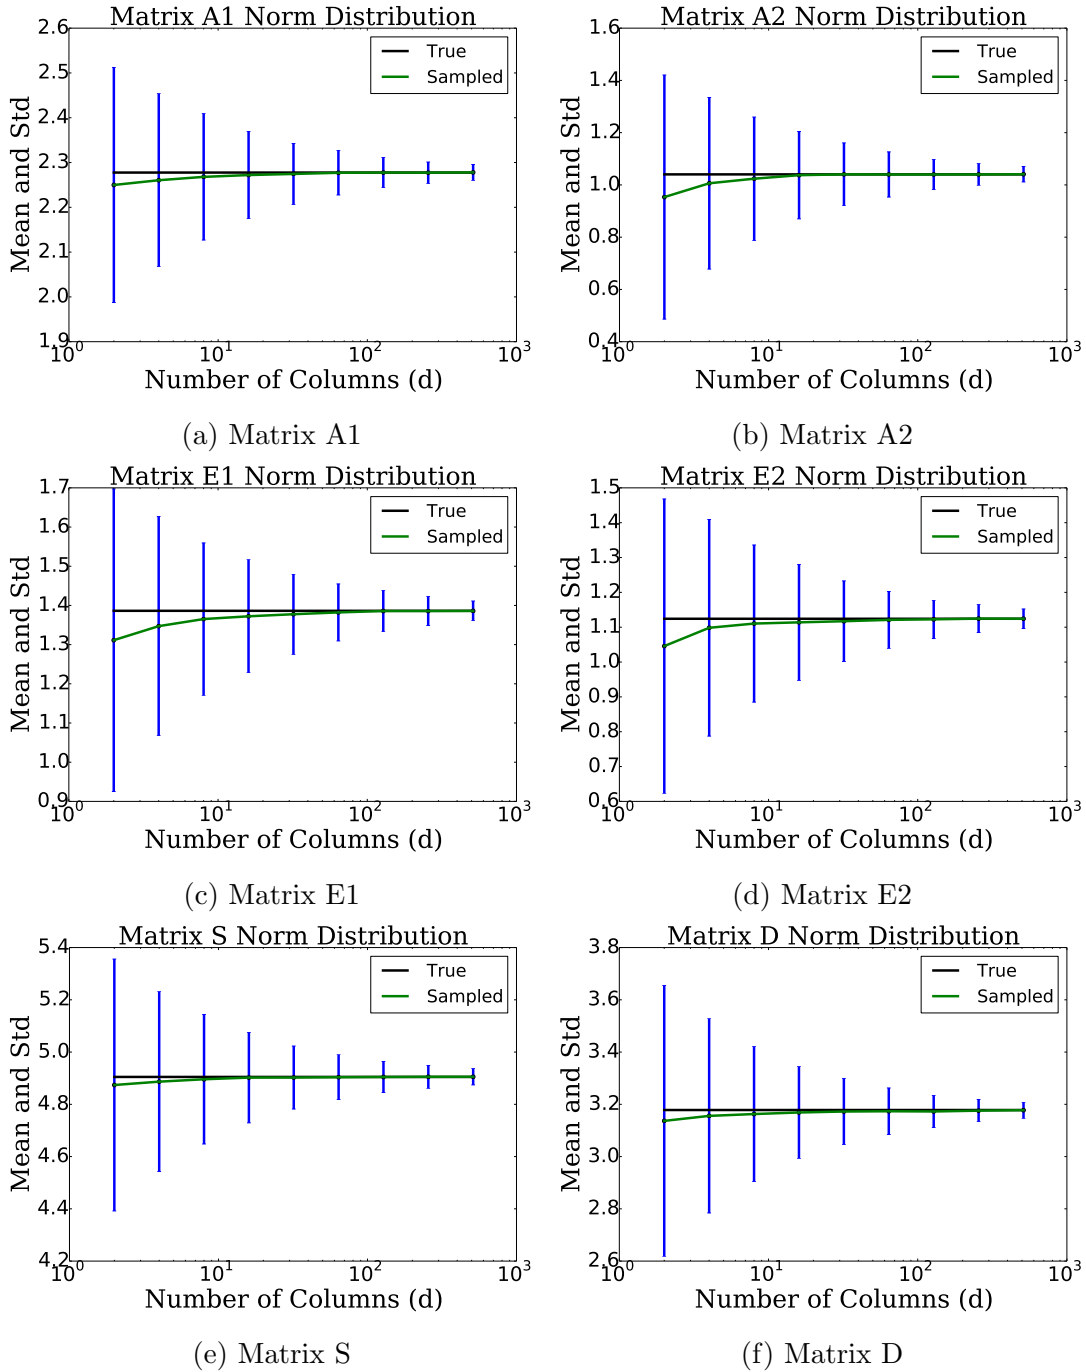 Matrix A1 Norm Distribution
Mean and Std
2.6
2.5
2.4
2.3
2.2
2.1
2.0
1.9
True
Sampled
10^0 10^1 10^2 10^3
Number of Columns (d)
(a) Matrix A1
Matrix A2 Norm Distribution
Mean and Std
1.6
1.4
1.2
1.0
0.8
0.6
0.4
True
Sampled
10^0 10^1 10^2 10^3
Number of Columns (d)
(b) Matrix A2
Matrix E1 Norm Distribution
Mean and Std
1.7
1.6
1.5
1.4
1.3
1.2
1.1
1.0
0.9
True
Sampled
10^0 10^1 10^2 10^3
Number of Columns (d)
(c) Matrix E1
Matrix E2 Norm Distribution
Mean and Std
1.5
1.4
1.3
1.2
1.1
1.0
0.9
0.8
0.7
0.6
True
Sampled
10^0 10^1 10^2 10^3
Number of Columns (d)
(d) Matrix E2
Matrix S Norm Distribution
Mean and Std
5.4
5.2
5.0
4.8
4.6
4.4
4.2
True
Sampled
10^0 10^1 10^2 10^3
Number of Columns (d)
(e) Matrix S
Matrix D Norm Distribution
Mean and Std
3.8
3.6
3.4
3.2
3.0
2.8
2.6
True
Sampled
10^0 10^1 10^2 10^3
Number of Columns (d)
(f) Matrix D